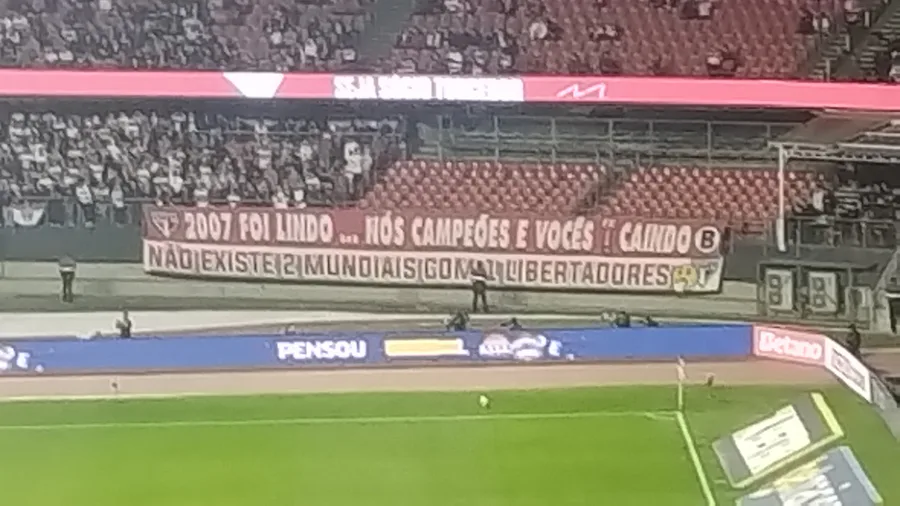 SEJA SÓCIO TORCEDOR
2007 FOI LINDO ... NÓS CAMPEÕES E VOCÊS CAINDO B
NÃO EXISTE 2 MUNDIAIS COM 1 LIBERTADORES
PENSOU
Betano